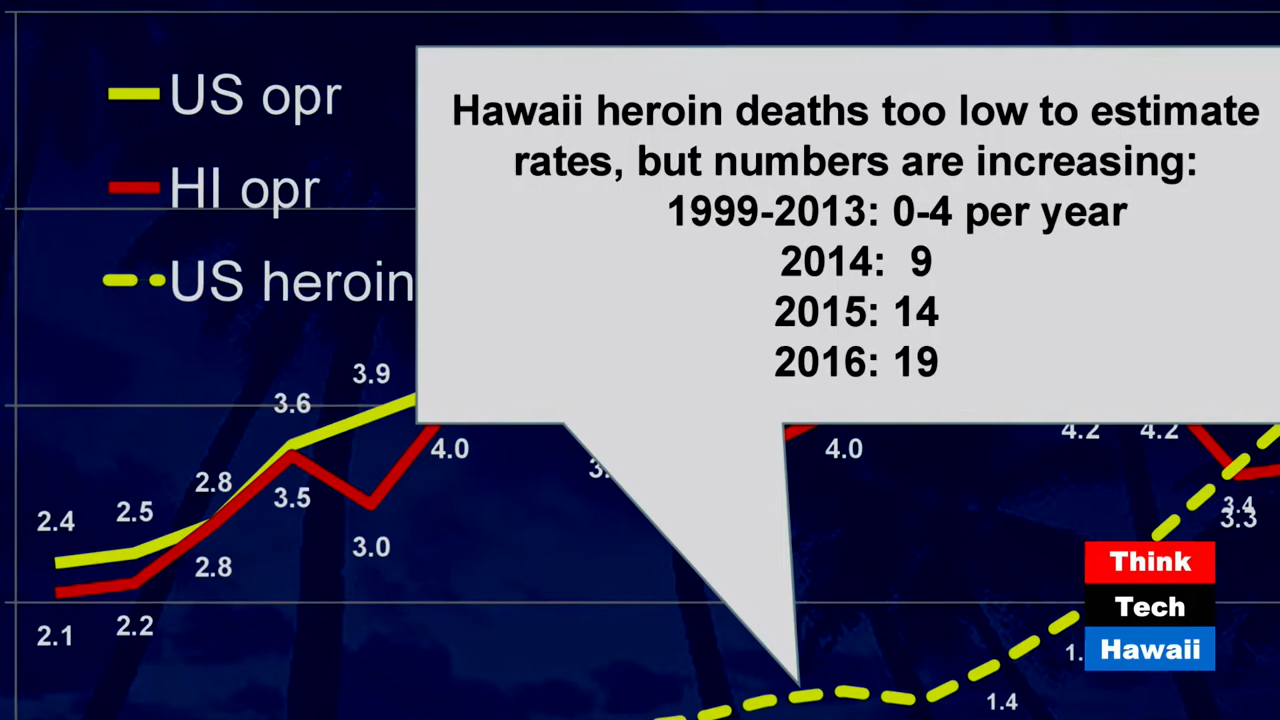 US opr
HI opr
US heroin
Hawaii heroin deaths too low to estimate
rates, but numbers are increasing:
1999-2013: 0-4 per year
2014: 9
2015: 14
2016: 19
3.9
3.6
4.0
4.0
4.2
4.2
2.8
3.5
2.4
2.5
3.4
3.3
3.0
2.8
2.1
2.2
1.4
Think
Tech
Hawaii